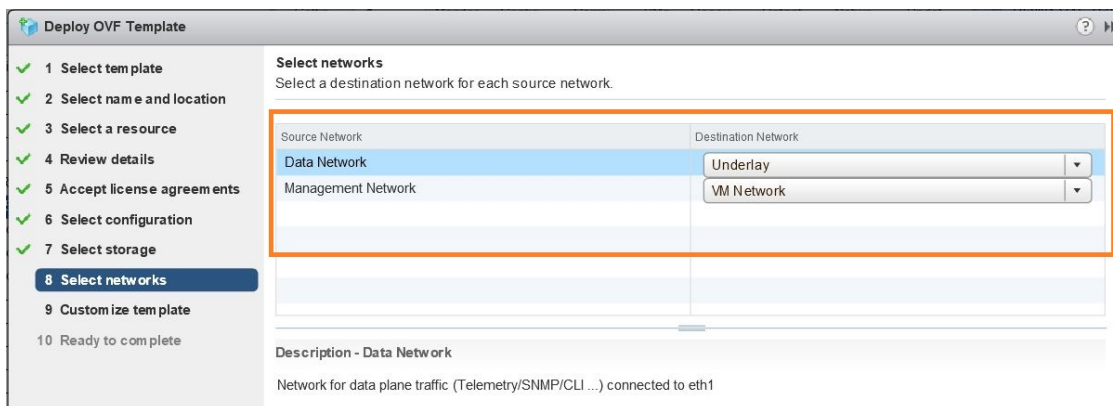 Deploy OVF Template
?
1 Select template
2 Select name and location
3 Select a resource
4 Review details
5 Accept license agreements
6 Select configuration
7 Select storage
8 Select networks
9 Customize template
10 Ready to complete
Select networks
Select a destination network for each source network.
Source Network Destination Network
Data Network Underlay
Management Network VM Network
Description - Data Network
Network for data plane traffic (Telemetry/SNMP/CLI ...) connected to eth1